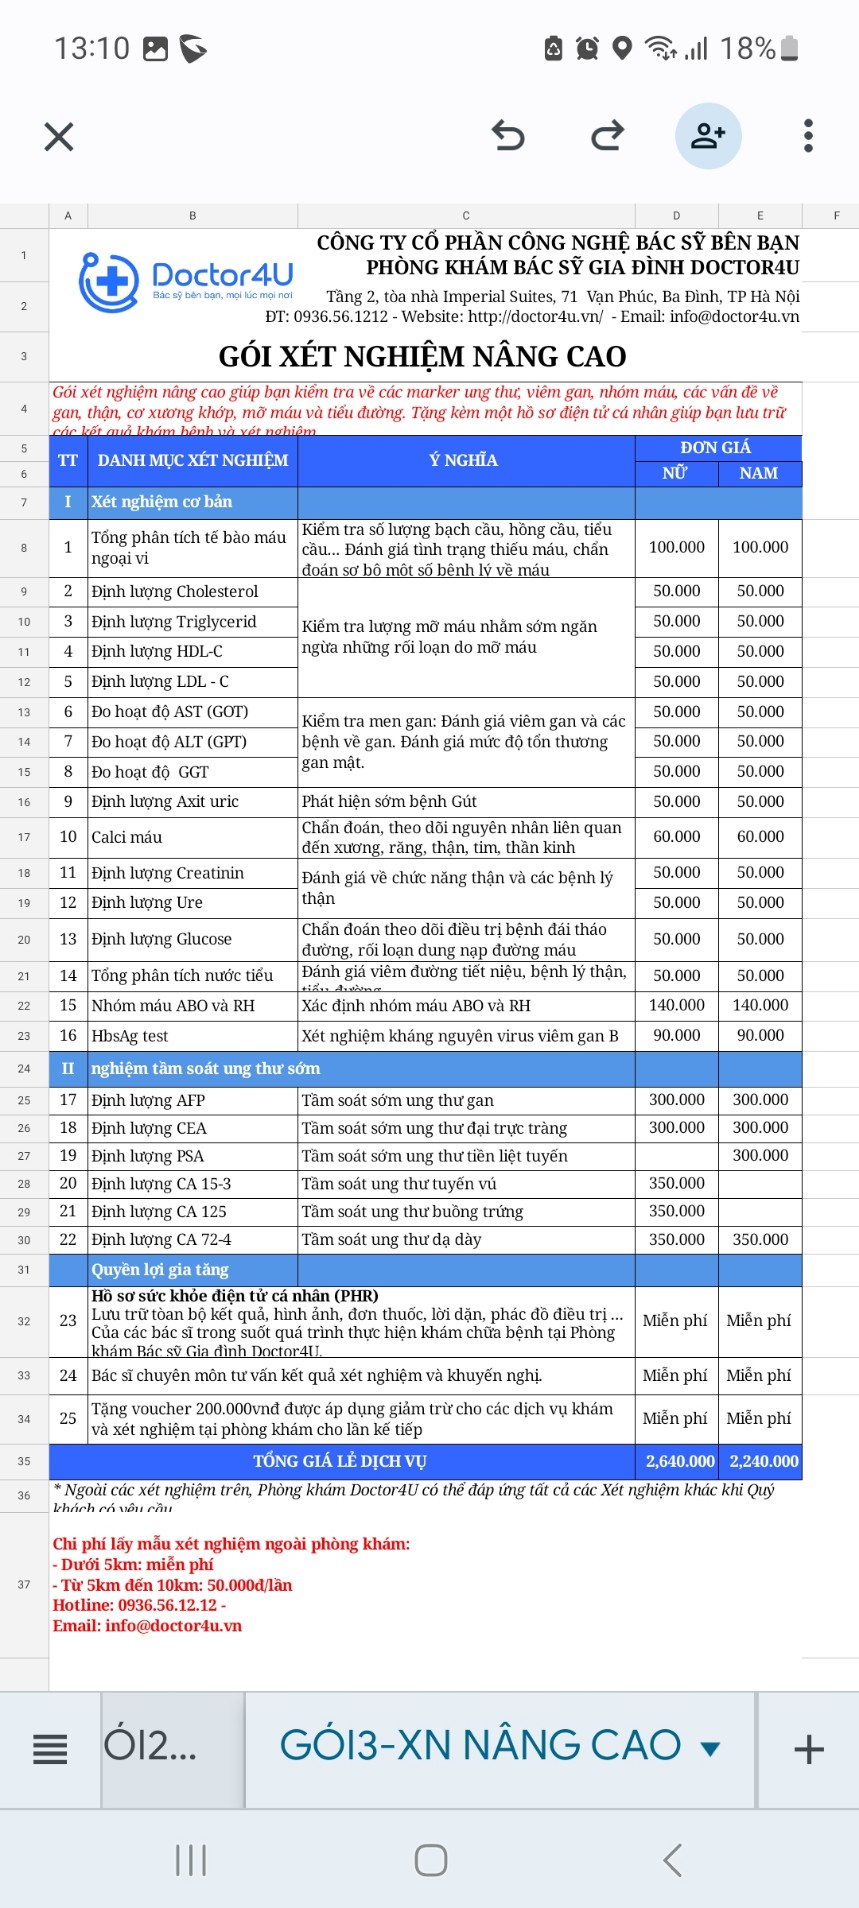 13:10 18%
A B C D E F
CÔNG TY CỔ PHẦN CÔNG NGHỆ BÁC SỸ BÊN BẠN
1 PHÒNG KHÁM BÁC SỸ GIA ĐÌNH DOCTOR4U
Doctor4U
Bác sỹ bên bạn, mọi lúc mọi nơi
2 Tầng 2, tòa nhà Imperial Suites, 71 Vạn Phúc, Ba Đình, TP Hà Nội
ĐT: 0936.56.1212 - Website: http://doctor4u.vn/ - Email: info@doctor4u.vn
3 GÓI XÉT NGHIỆM NÂNG CAO
Gói xét nghiệm nâng cao giúp bạn kiểm tra về các marker ung thư, viêm gan, nhóm máu, các vấn đề về
4 gan, thận, cơ xương khớp, mỡ máu và tiểu đường. Tặng kèm một hồ sơ điện tử cá nhân giúp bạn lưu trữ
các kết quả khám bệnh và xét nghiệm
5 TT DANH MỤC XÉT NGHIỆM Ý NGHĨA ĐƠN GIÁ
6 NỮ NAM
7 I Xét nghiệm cơ bản
8 1 Tổng phân tích tế bào máu ngoại vi Kiểm tra số lượng bạch cầu, hồng cầu, tiểu cầu... Đánh giá tình trạng thiếu máu, chẩn đoán sơ bộ một số bệnh lý về máu 100.000 100.000
9 2 Định lượng Cholesterol 50.000 50.000
10 3 Định lượng Triglycerid Kiểm tra lượng mỡ máu nhằm sớm ngăn 50.000 50.000
11 4 Định lượng HDL-C ngừa những rối loạn do mỡ máu 50.000 50.000
12 5 Định lượng LDL - C 50.000 50.000
13 6 Đo hoạt độ AST (GOT) Kiểm tra men gan: Đánh giá viêm gan và các 50.000 50.000
14 7 Đo hoạt độ ALT (GPT) bệnh về gan. Đánh giá mức độ tổn thương 50.000 50.000
15 8 Đo hoạt độ GGT gan mật. 50.000 50.000
16 9 Định lượng Axit uric Phát hiện sớm bệnh Gút 50.000 50.000
17 10 Calci máu Chẩn đoán, theo dõi nguyên nhân liên quan đến xương, răng, thận, tim, thần kinh 60.000 60.000
18 11 Định lượng Creatinin Đánh giá về chức năng thận và các bệnh lý 50.000 50.000
19 12 Định lượng Ure thận 50.000 50.000
20 13 Định lượng Glucose Chẩn đoán theo dõi điều trị bệnh đái tháo đường, rối loạn dung nạp đường máu 50.000 50.000
21 14 Tổng phân tích nước tiểu Đánh giá viêm đường tiết niệu, bệnh lý thận, tiểu đường 50.000 50.000
22 15 Nhóm máu ABO và RH Xác định nhóm máu ABO và RH 140.000 140.000
23 16 HbsAg test Xét nghiệm kháng nguyên virus viêm gan B 90.000 90.000
24 II nghiệm tầm soát ung thư sớm
25 17 Định lượng AFP Tầm soát sớm ung thư gan 300.000 300.000
26 18 Định lượng CEA Tầm soát sớm ung thư đại trực tràng 300.000 300.000
27 19 Định lượng PSA Tầm soát sớm ung thư tiền liệt tuyến 300.000
28 20 Định lượng CA 15-3 Tầm soát ung thư tuyến vú 350.000
29 21 Định lượng CA 125 Tầm soát ung thư buồng trứng 350.000
30 22 Định lượng CA 72-4 Tầm soát ung thư dạ dày 350.000 350.000
31 Quyền lợi gia tăng
Hồ sơ sức khỏe điện tử cá nhân (PHR)
32 23 Lưu trữ tòan bộ kết quả, hình ảnh, đơn thuốc, lời dặn, phác đồ điều trị ... Miễn phí Miễn phí
Của các bác sĩ trong suốt quá trình thực hiện khám chữa bệnh tại Phòng
khám Bác sỹ Gia đình Doctor4U.
33 24 Bác sĩ chuyên môn tư vấn kết quả xét nghiệm và khuyến nghị. Miễn phí Miễn phí
34 25 Tặng voucher 200.000vnđ được áp dụng giảm trừ cho các dịch vụ khám Miễn phí Miễn phí
và xét nghiệm tại phòng khám cho lần kế tiếp
35 TỔNG GIÁ LẺ DỊCH VỤ 2,640.000 2,240.000
36 * Ngoài các xét nghiệm trên, Phòng khám Doctor4U có thể đáp ứng tất cả các Xét nghiệm khác khi Quý
khách có yêu cầu
Chi phí lấy mẫu xét nghiệm ngoài phòng khám:
- Dưới 5km: miễn phí
37 - Từ 5km đến 10km: 50.000đ/lần
Hotline: 0936.56.12.12 -
Email: info@doctor4u.vn
ÓI2... GÓI3-XN NÂNG CAO